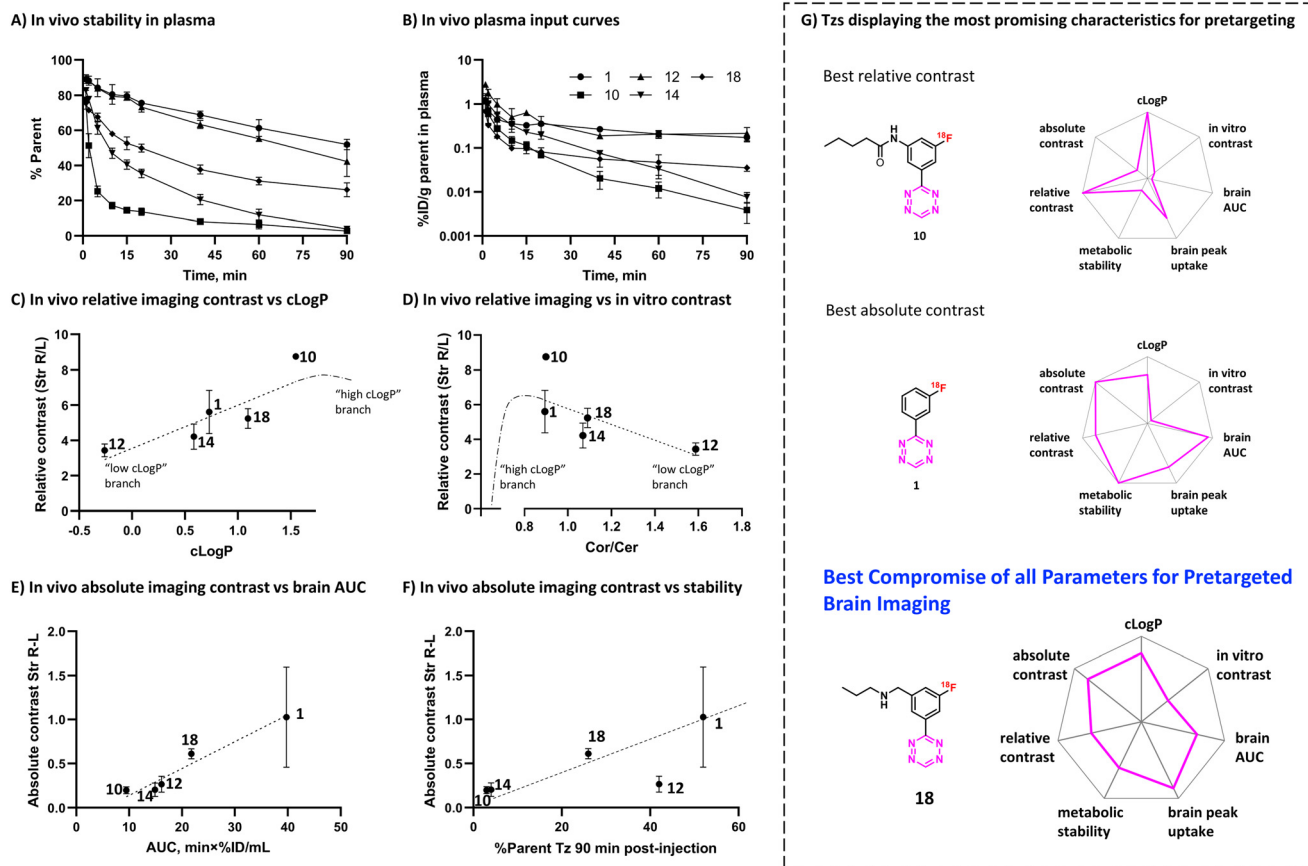 A) In vivo stability in plasma
% Parent
100
80
60
40
20
0
0 15 30 45 60 75 90
Time, min
B) In vivo plasma input curves
%ID/g parent in plasma
10
1
0.1
0.01
0.001
1 12 18
10 14
0 15 30 45 60 75 90
Time, min
C) In vivo relative imaging contrast vs cLogP
Relative contrast (Str R/L)
10
8
6
4
2
0
10
1
18
14
12
"high cLogP"
branch
"low cLogP"
branch
-0.5 0.0 0.5 1.0 1.5
cLogP
D) In vivo relative imaging vs in vitro contrast
Relative contrast (Str R/L)
10
8
6
4
2
0
10
1
18
14
12
"high cLogP"
branch
"low cLogP"
branch
0.8 1.0 1.2 1.4 1.6 1.8
Cor/Cer
E) In vivo absolute imaging contrast vs brain AUC
Absolute contrast Str R-L
2.0
1.5
1.0
0.5
0.0
1
18
10
14
12
0 10 20 30 40 50
AUC, min×%ID/mL
F) In vivo absolute imaging contrast vs stability
Absolute contrast Str R-L
2.0
1.5
1.0
0.5
0.0
1
18
14
10
12
0 20 40 60
%Parent Tz 90 min post-injection
G) Tzs displaying the most promising characteristics for pretargeting
Best relative contrast
H
N
O
18F
N N
N N
10
cLogP
in vitro
contrast
brain
AUC
brain peak
uptake
metabolic
stability
relative
contrast
absolute
contrast
Best absolute contrast
18F
N N
N N
1
cLogP
in vitro
contrast
brain
AUC
brain peak
uptake
metabolic
stability
relative
contrast
absolute
contrast
Best Compromise of all Parameters for Pretargeted
Brain Imaging
N
H
18F
N N
N N
18
cLogP
in vitro
contrast
brain
AUC
brain peak
uptake
metabolic
stability
relative
contrast
absolute
contrast